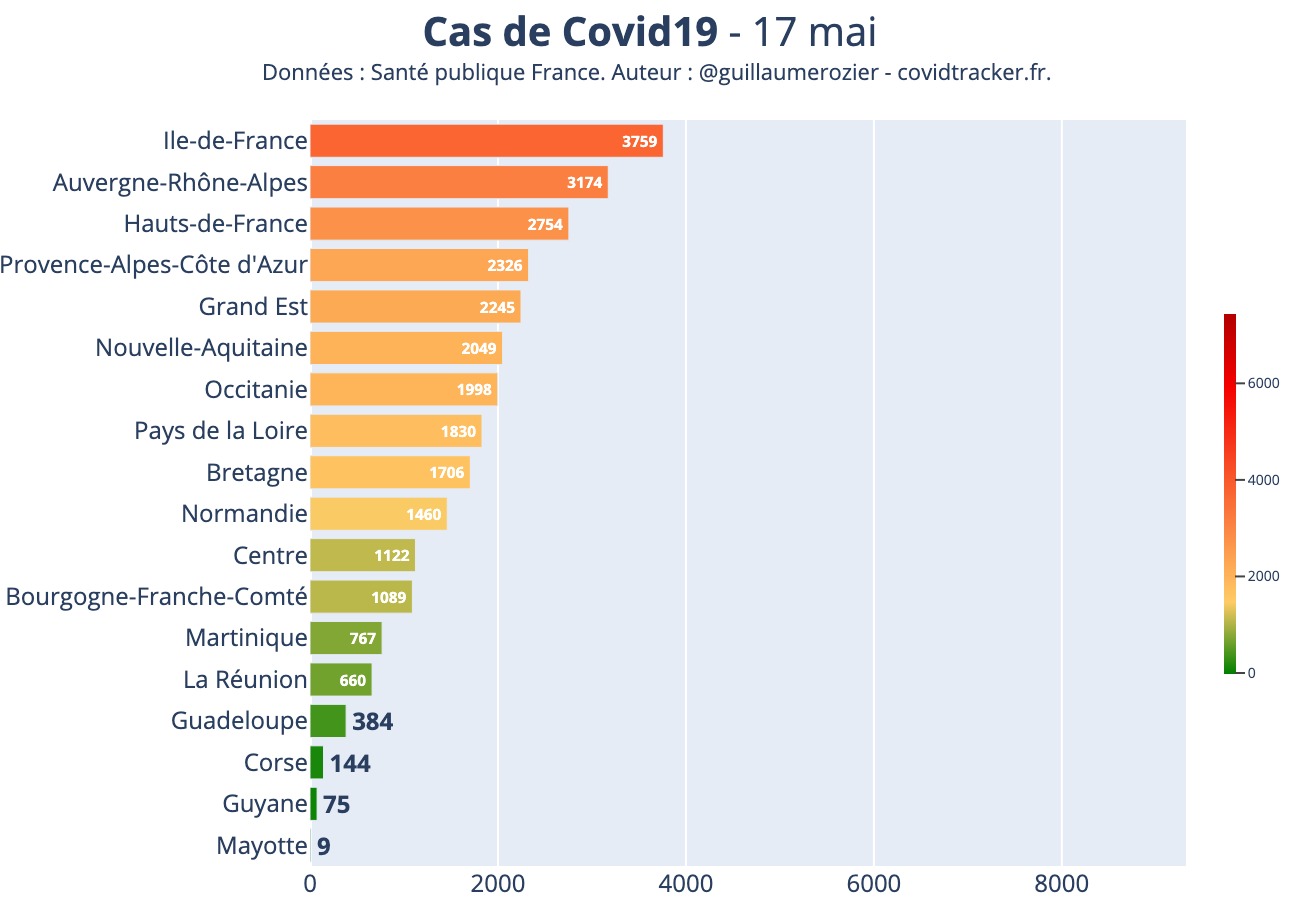 Cas de Covid19 - 17 mai
Données : Santé publique France. Auteur : @guillaumerozier - covidtracker.fr.
Ile-de-France 3759
Auvergne-Rhône-Alpes 3174
Hauts-de-France 2754
Provence-Alpes-Côte d'Azur 2326
Grand Est 2245
Nouvelle-Aquitaine 2049
Occitanie 1998
Pays de la Loire 1830
Bretagne 1706
Normandie 1460
Centre 1122
Bourgogne-Franche-Comté 1089
Martinique 767
La Réunion 660
Guadeloupe 384
Corse 144
Guyane 75
Mayotte 9
0 2000 4000 6000 8000
6000
4000
2000
0